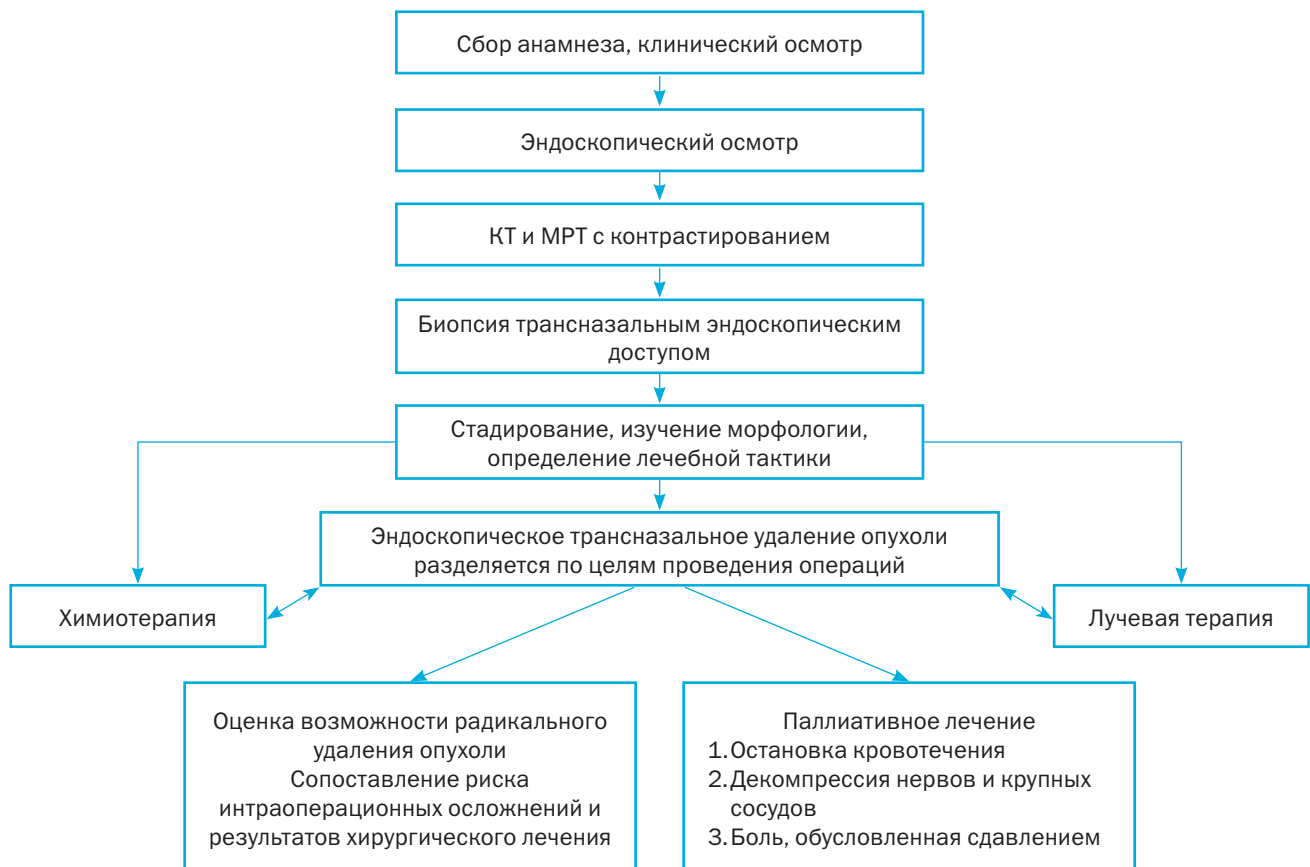 Сбор анамнеза, клинический осмотр
Эндоскопический осмотр
КТ и МРТ с контрастированием
Биопсия трансназальным эндоскопическим
доступом
Стадирование, изучение морфологии,
определение лечебной тактики
Эндоскопическое трансназальное удаление опухоли
разделяется по целям проведения операций
Химиотерапия
Лучевая терапия
Оценка возможности радикального
удаления опухоли
Сопоставление риска
интраоперационных осложнений и
результатов хирургического лечения
Паллиативное лечение
1.Остановка кровотечения
2.Декомпрессия нервов и крупных
сосудов
3.Боль, обусловленная сдавлением